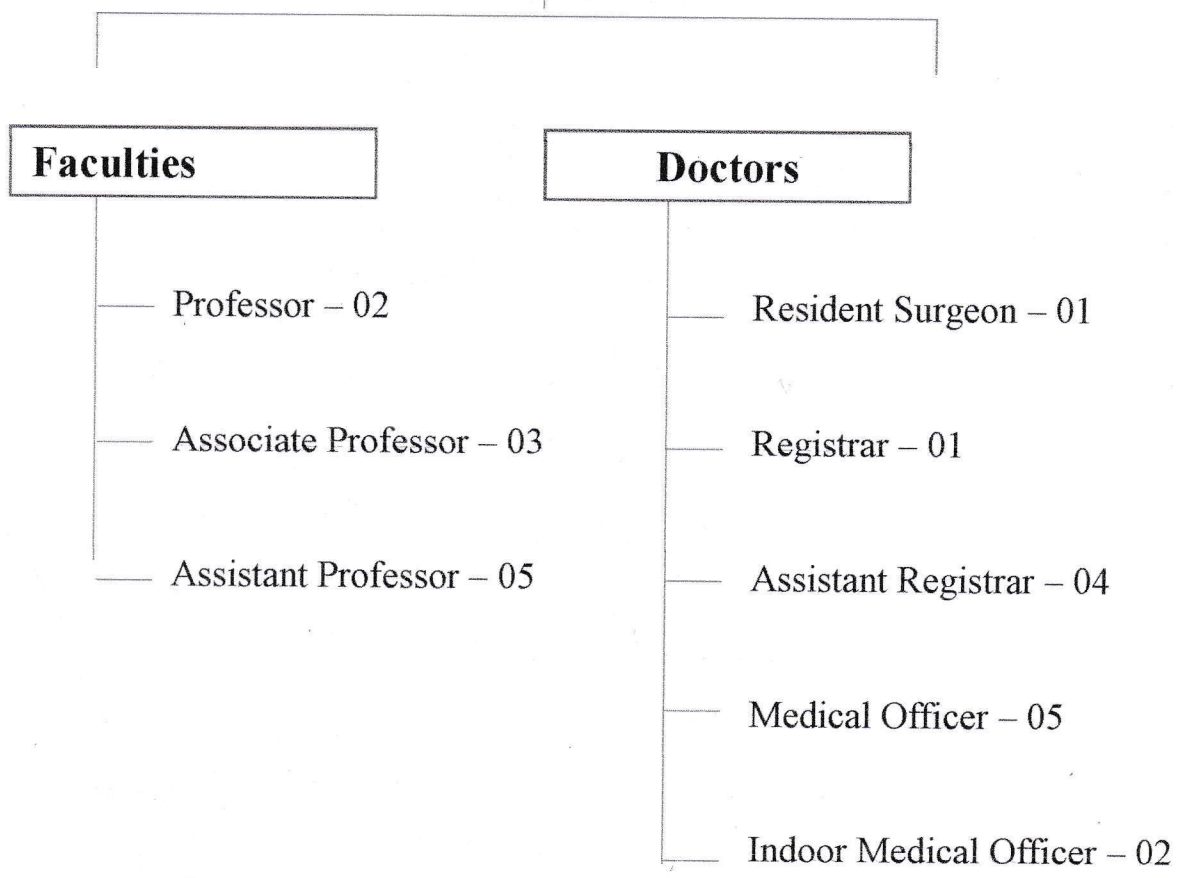 Faculties
Professor – 02
Associate Professor – 03
Assistant Professor – 05
Doctors
Resident Surgeon – 01
Registrar – 01
Assistant Registrar – 04
Medical Officer – 05
Indoor Medical Officer – 02